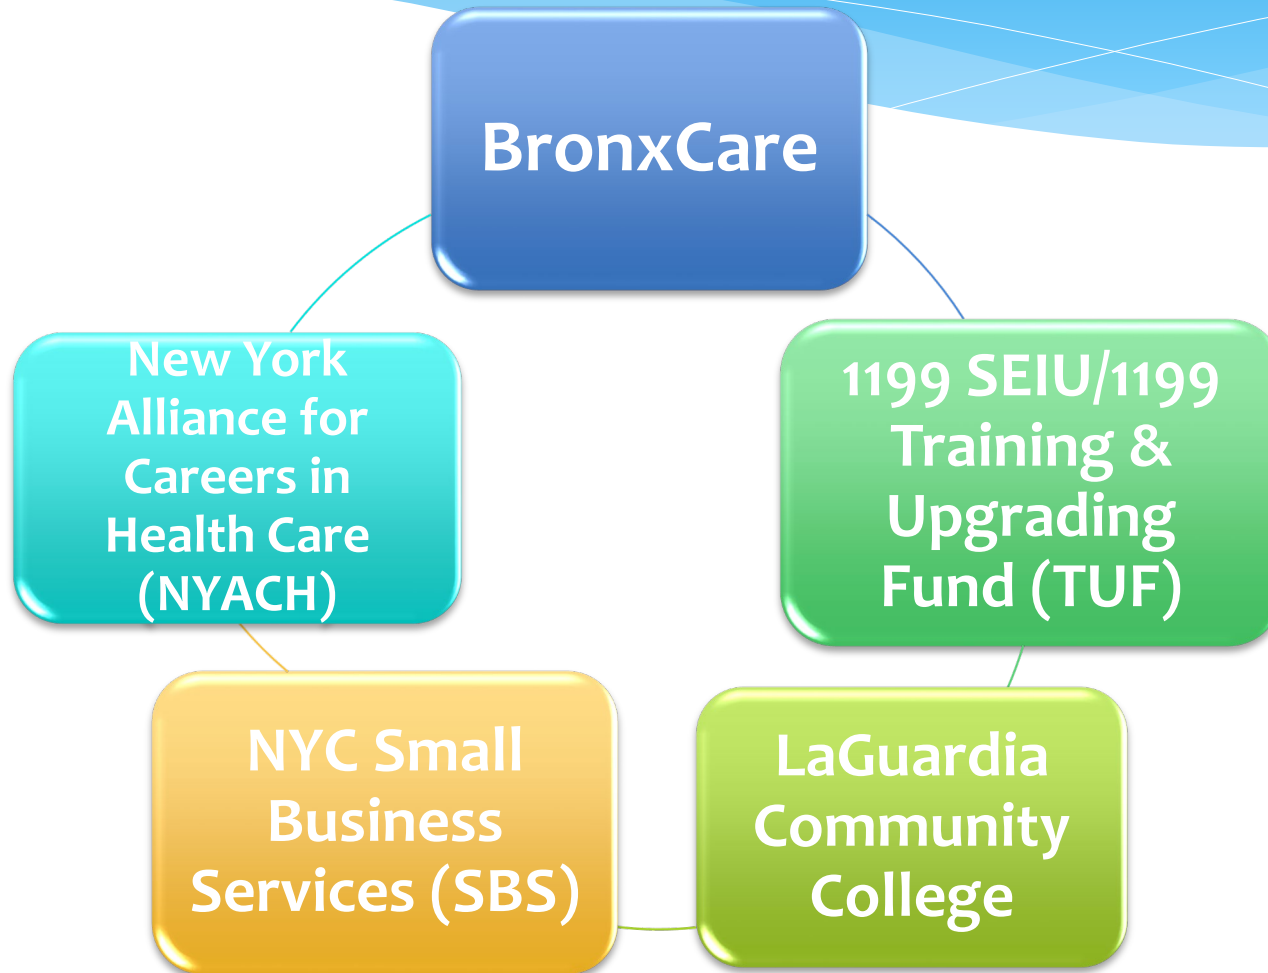 BronxCare
New York
Alliance for
Careers in
Health Care
(NYACH)
1199 SEIU/1199
Training &
Upgrading
Fund (TUF)
NYC Small
Business
Services (SBS)
LaGuardia
Community
College